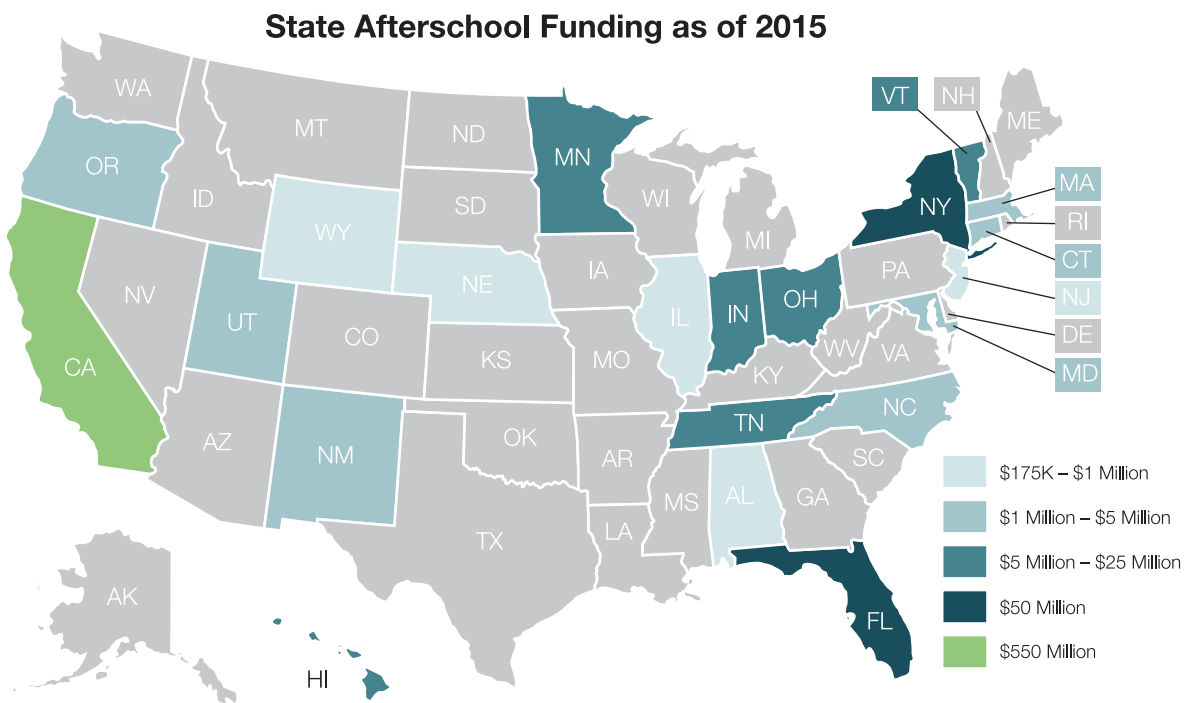 State Afterschool Funding as of 2015
WA
MT
ND
MN
VT
NH
ME
OR
ID
SD
WI
MI
NY
MA
RI
WY
IA
PA
CT
NV
UT
NE
IL
IN
OH
NJ
CO
KS
MO
WV
VA
DE
CA
KY
MD
AZ
NM
OK
AR
TN
NC
SC
MS
AL
GA
TX
LA
AK
HI
FL
$175K – $1 Million
$1 Million – $5 Million
$5 Million – $25 Million
$50 Million
$550 Million